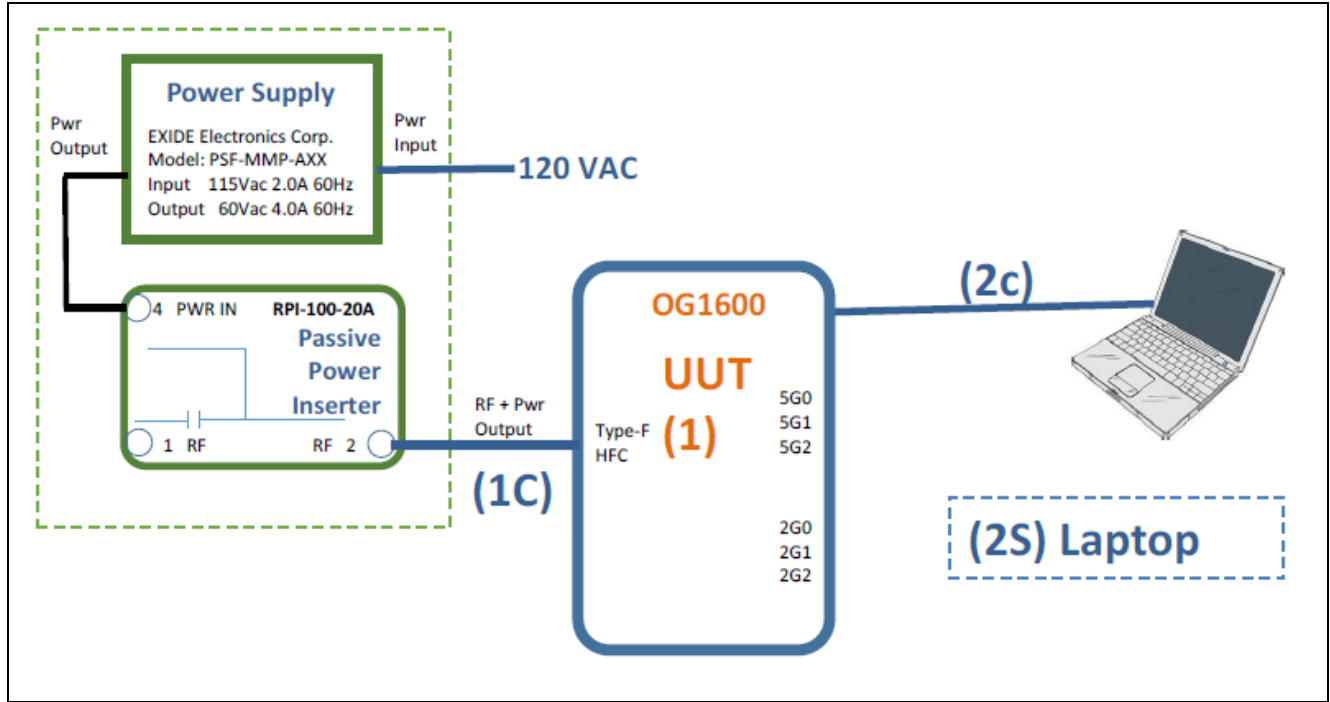 Power Supply
Pwr
Output
EXIDE Electronics Corp.
Model: PSF-MMP-AXX
Input 115Vac 2.0A 60Hz
Output 60Vac 4.0A 60Hz
Pwr
Input
120 VAC
4 PWR IN RPI-100-20A
Passive
Power
Inserter
1 RF RF 2
RF + Pwr
Output
(1C)
OG1600
UUT
(1)
Type-F
HFC
5G0
5G1
5G2
2G0
2G1
2G2
(2c)
(2S) Laptop